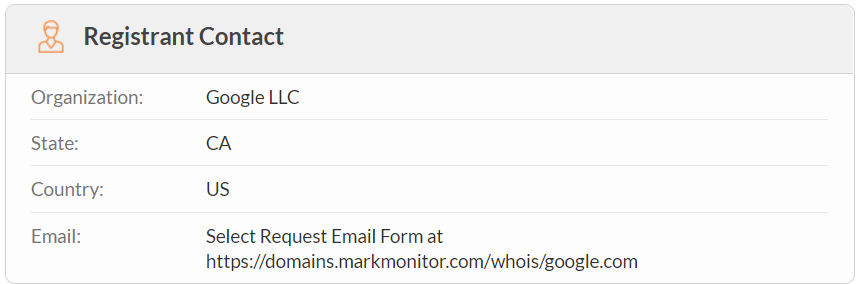 Registrant Contact
Organization: Google LLC
State: CA
Country: US
Email: Select Request Email Form at
https://domains.markmonitor.com/whois/google.com